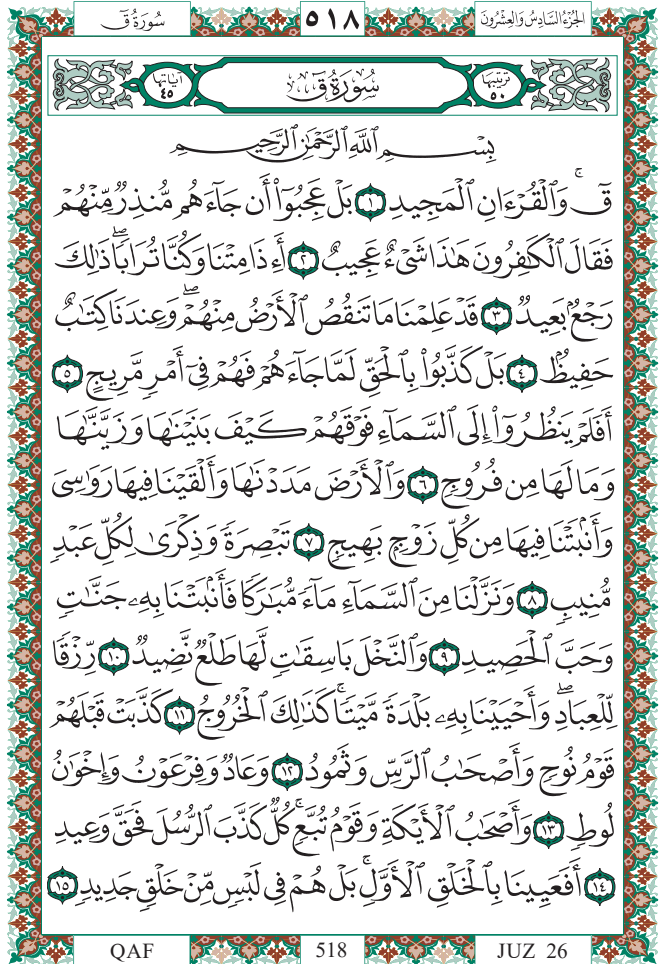 سُورَةُ قٓ ٥١٨ الجُزْءُ السَّادِسُ وَالعِشْرُونَ
تَرْتِيبُهَا ٥٠ سُورَةُ قٓ آيَاتُهَا ٤٥
بِسْمِ ٱللَّهِ ٱلرَّحْمَٰنِ ٱلرَّحِيمِ
قٓۚ وَٱلْقُرْءَانِ ٱلْمَجِيدِ ١ بَلْ عَجِبُوٓا۟ أَن جَآءَهُم مُّنذِرٌ مِّنْهُمْ
فَقَالَ ٱلْكَٰفِرُونَ هَٰذَا شَىْءٌ عَجِيبٌ ٢ أَءِذَا مِتْنَا وَكُنَّا تُرَابًاۖ ذَٰلِكَ
رَجْعٌۢ بَعِيدٌ ٣ قَدْ عَلِمْنَا مَا تَنقُصُ ٱلْأَرْضُ مِنْهُمْۖ وَعِندَنَا كِتَٰبٌ
حَفِيظٌۢ ٤ بَلْ كَذَّبُوا۟ بِٱلْحَقِّ لَمَّا جَآءَهُمْ فَهُمْ فِىٓ أَمْرٍ مَّرِيجٍ ٥
أَفَلَمْ يَنظُرُوٓا۟ إِلَى ٱلسَّمَآءِ فَوْقَهُمْ كَيْفَ بَنَيْنَٰهَا وَزَيَّنَّٰهَا
وَمَا لَهَا مِن فُرُوجٍ ٦ وَٱلْأَرْضَ مَدَدْنَٰهَا وَأَلْقَيْنَا فِيهَا رَوَٰسِىَ
وَأَنۢبَتْنَا فِيهَا مِن كُلِّ زَوْجٍۭ بَهِيجٍ ٧ تَبْصِرَةً وَذِكْرَىٰ لِكُلِّ عَبْدٍ
مُّنِيبٍ ٨ وَنَزَّلْنَا مِنَ ٱلسَّمَآءِ مَآءً مُّبَٰرَكًا فَأَنۢبَتْنَا بِهِۦ جَنَّٰتٍ
وَحَبَّ ٱلْحَصِيدِ ٩ وَٱلنَّخْلَ بَاسِقَٰتٍ لَّهَا طَلْعٌ نَّضِيدٌ ١٠ رِّزْقًا
لِّلْعِبَادِۖ وَأَحْيَيْنَا بِهِۦ بَلْدَةً مَّيْتًاۚ كَذَٰلِكَ ٱلْخُرُوجُ ١١ كَذَّبَتْ قَبْلَهُمْ
قَوْمُ نُوحٍ وَأَصْحَٰبُ ٱلرَّسِّ وَثَمُودُ ١٢ وَعَادٌ وَفِرْعَوْنُ وَإِخْوَٰنُ
لُوطٍ ١٣ وَأَصْحَٰبُ ٱلْأَيْكَةِ وَقَوْمُ تُبَّعٍۚ كُلٌّ كَذَّبَ ٱلرُّسُلَ فَحَقَّ وَعِيدِ
١٤ أَفَعَيِينَا بِٱلْخَلْقِ ٱلْأَوَّلِۚ بَلْ هُمْ فِى لَبْسٍ مِّنْ خَلْقٍ جَدِيدٍ ١٥
QAF 518 JUZ 26